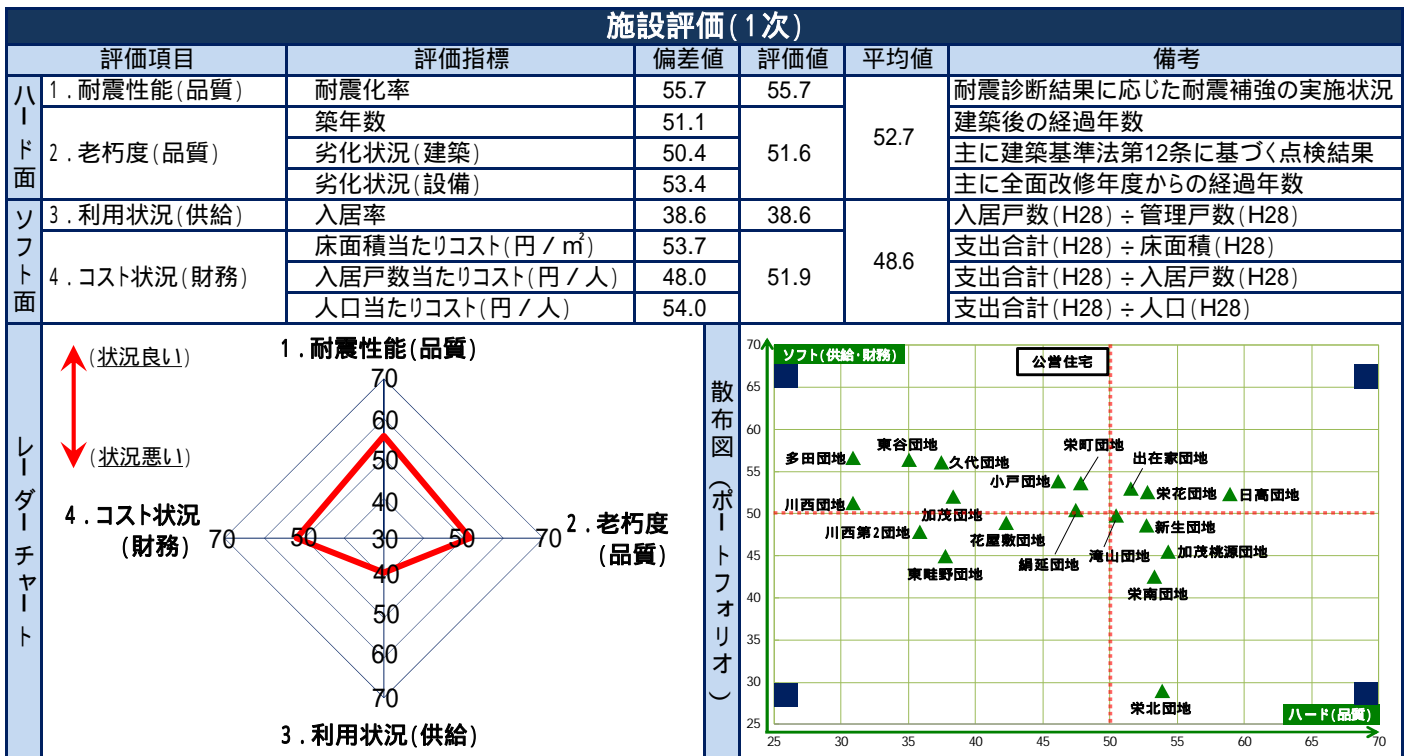 施設評価(1次)
評価項目 評価指標 偏差値 評価値 平均値 備考
ハード面
1．耐震性能(品質) 耐震化率 55.7 55.7 52.7 耐震診断結果に応じた耐震補強の実施状況
2．老朽度(品質) 築年数 51.1 51.6 建築後の経過年数
劣化状況(建築) 50.4 主に建築基準法第12条に基づく点検結果
劣化状況(設備) 53.4 主に全面改修年度からの経過年数
ソフト面
3．利用状況(供給) 入居率 38.6 38.6 48.6 入居戸数(H28)÷管理戸数(H28)
4．コスト状況(財務) 床面積当たりコスト(円／㎡) 53.7 51.9 支出合計(H28)÷床面積(H28)
入居戸数当たりコスト(円／人) 48.0 支出合計(H28)÷入居戸数(H28)
人口当たりコスト(円／人) 54.0 支出合計(H28)÷人口(H28)
レーダーチャート
(状況良い)
(状況悪い)
1．耐震性能(品質)
70
60
50
40
4．コスト状況
(財務)
70 50 30 50 70
2．老朽度
(品質)
40
50
60
70
3．利用状況(供給)
散布図(ポートフォリオ)
70
ソフト(供給・財務)
公営住宅
65
60
東谷団地
栄町団地
多田団地
久代団地
出在家団地
55
小戸団地
栄花団地
日高団地
川西団地
加茂団地
50
川西第2団地
花屋敷団地
絹延団地
滝山団地
新生団地
45
東畦野団地
加茂桃源団地
栄南団地
40
35
30
栄北団地
ハード(品質)
25
25 30 35 40 45 50 55 60 65 70